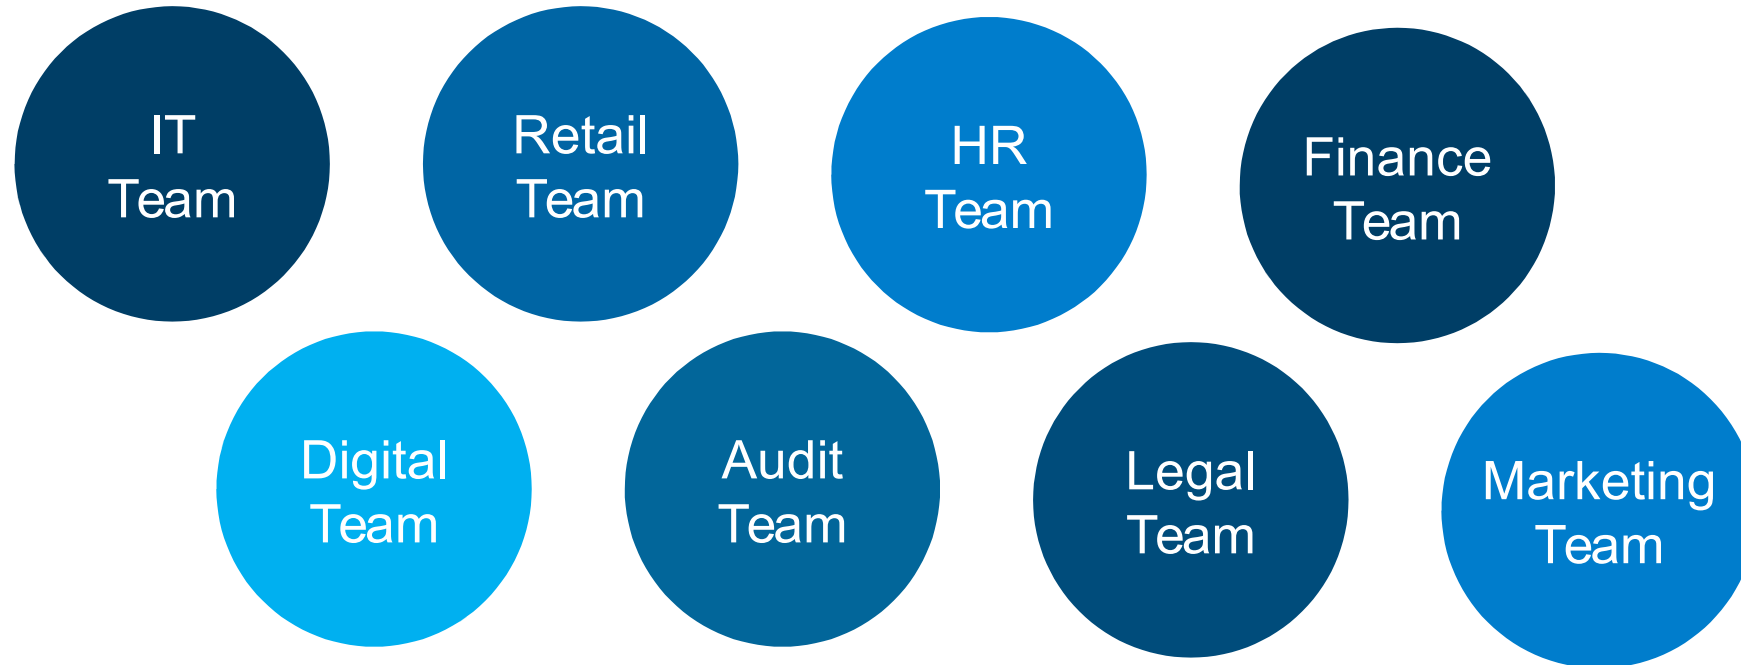 IT
Team
Retail
Team
HR
Team
Finance
Team
Digital
Team
Audit
Team
Legal
Team
Marketing
Team